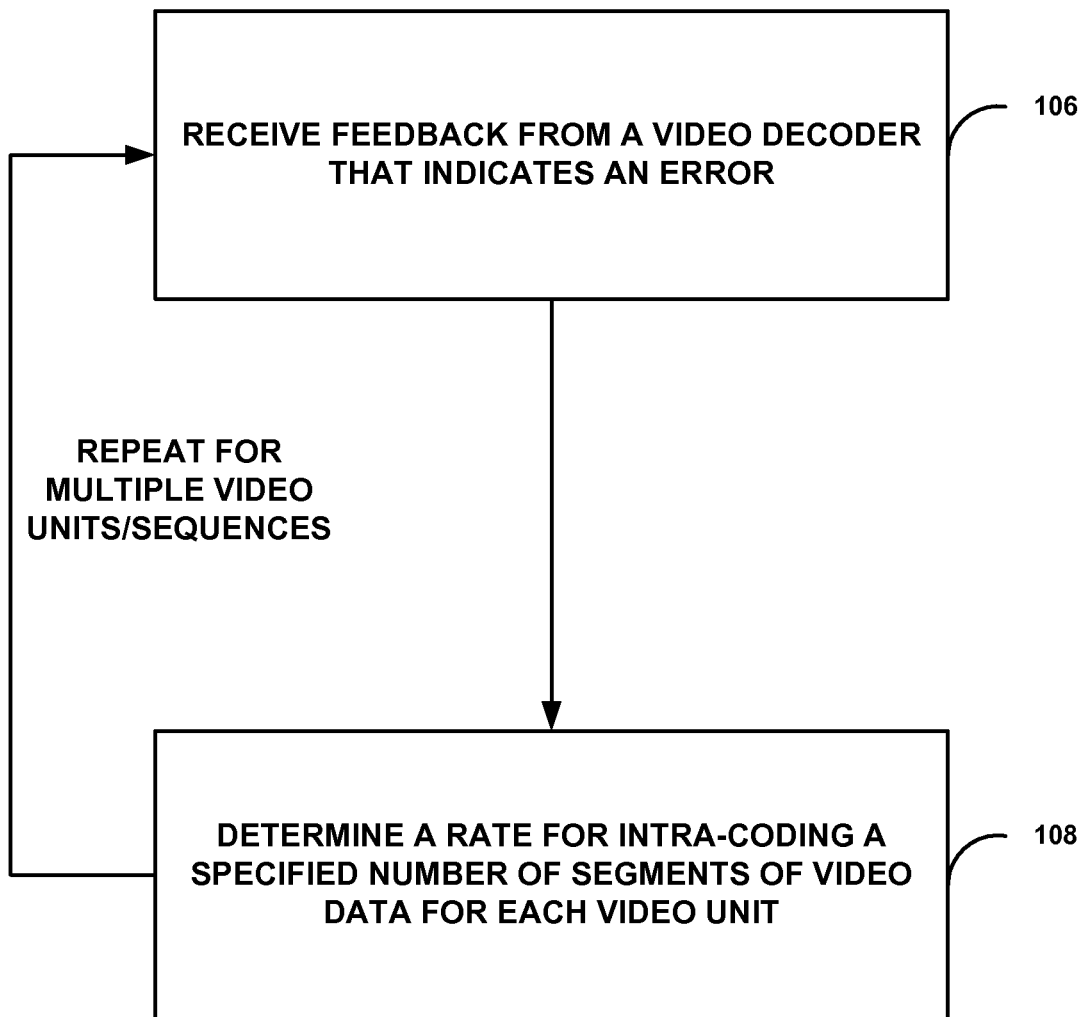 RECEIVE FEEDBACK FROM A VIDEO DECODER
THAT INDICATES AN ERROR
106
REPEAT FOR
MULTIPLE VIDEO
UNITS/SEQUENCES
DETERMINE A RATE FOR INTRA-CODING A
SPECIFIED NUMBER OF SEGMENTS OF VIDEO
DATA FOR EACH VIDEO UNIT
108